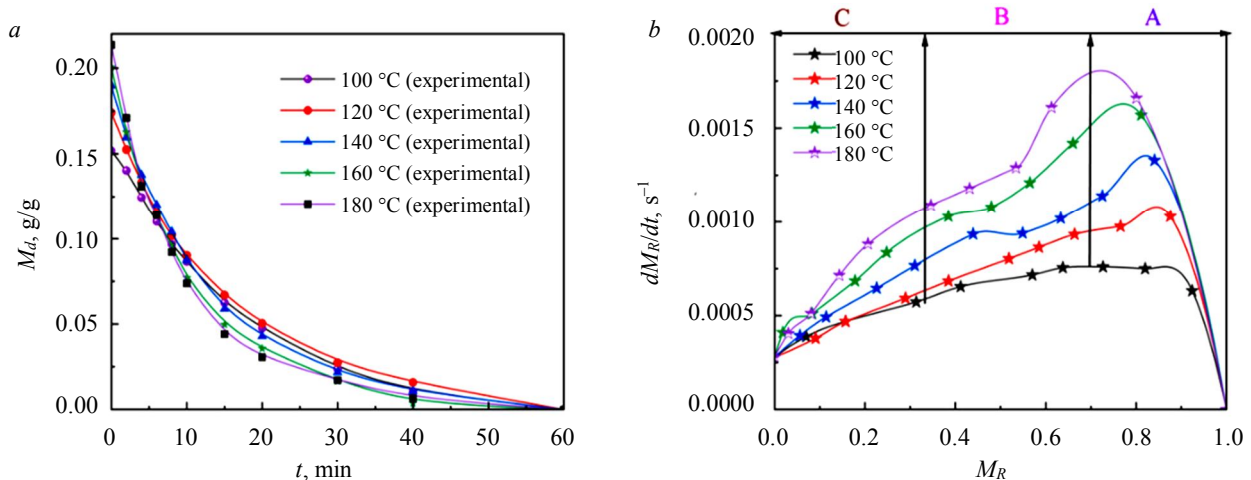 a
M_d, g/g
0.20
0.15
0.10
0.05
0.00
100 °C (experimental)
120 °C (experimental)
140 °C (experimental)
160 °C (experimental)
180 °C (experimental)
0 10 20 30 40 50 60
t, min
b
C B A
dM_R/dt, s⁻¹
0.0020
0.0015
0.0010
0.0005
0.0000
100 °C
120 °C
140 °C
160 °C
180 °C
0.0 0.2 0.4 0.6 0.8 1.0
M_R